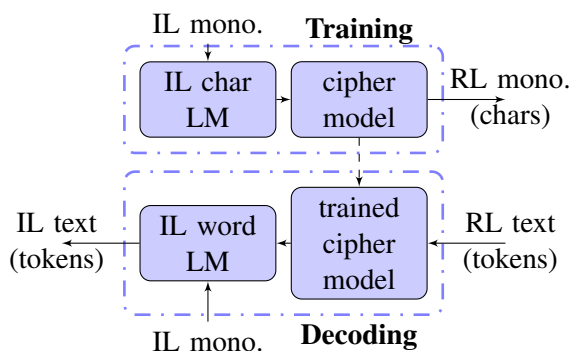 IL mono.
Training
IL char
LM
cipher
model
RL mono.
(chars)
IL text
(tokens)
IL word
LM
trained
cipher
model
RL text
(tokens)
IL mono.
Decoding